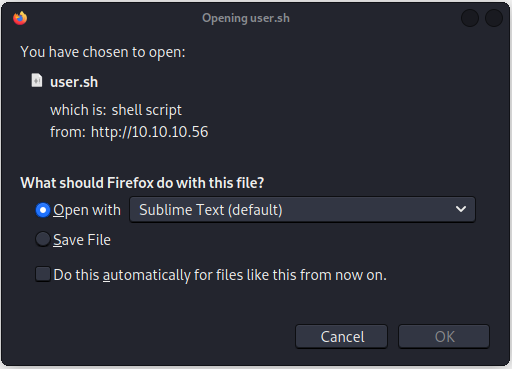 Opening user.sh
You have chosen to open:
user.sh
which is: shell script
from: http://10.10.10.56
What should Firefox do with this file?
Open with Sublime Text (default)
Save File
Do this automatically for files like this from now on.
Cancel OK